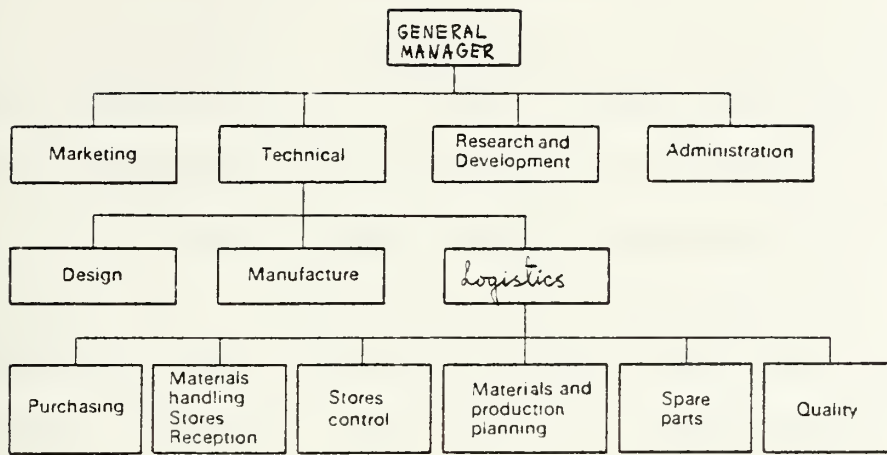 GENERAL
MANAGER
Marketing
Technical
Research and
Development
Administration
Design
Manufacture
Logistics
Purchasing
Materials
handling
Stores
Reception
Stores
control
Materials and
production
planning
Spare
parts
Quality